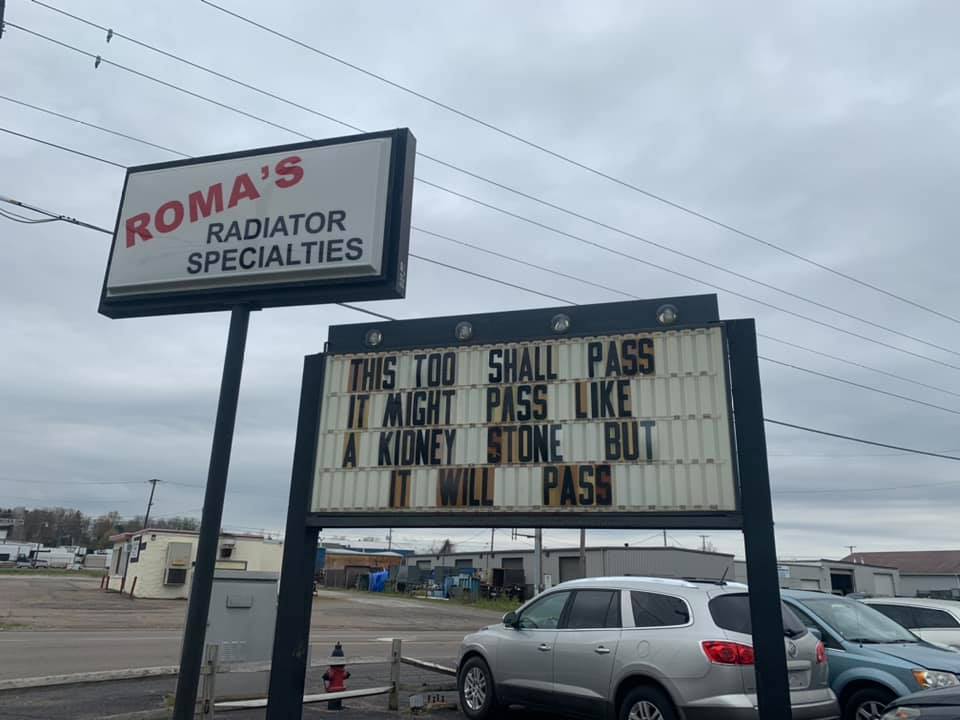 ROMA'S
RADIATOR
SPECIALTIES
THIS TOO SHALL PASS
IT MIGHT PASS LIKE
A KIDNEY STONE BUT
IT WILL PASS